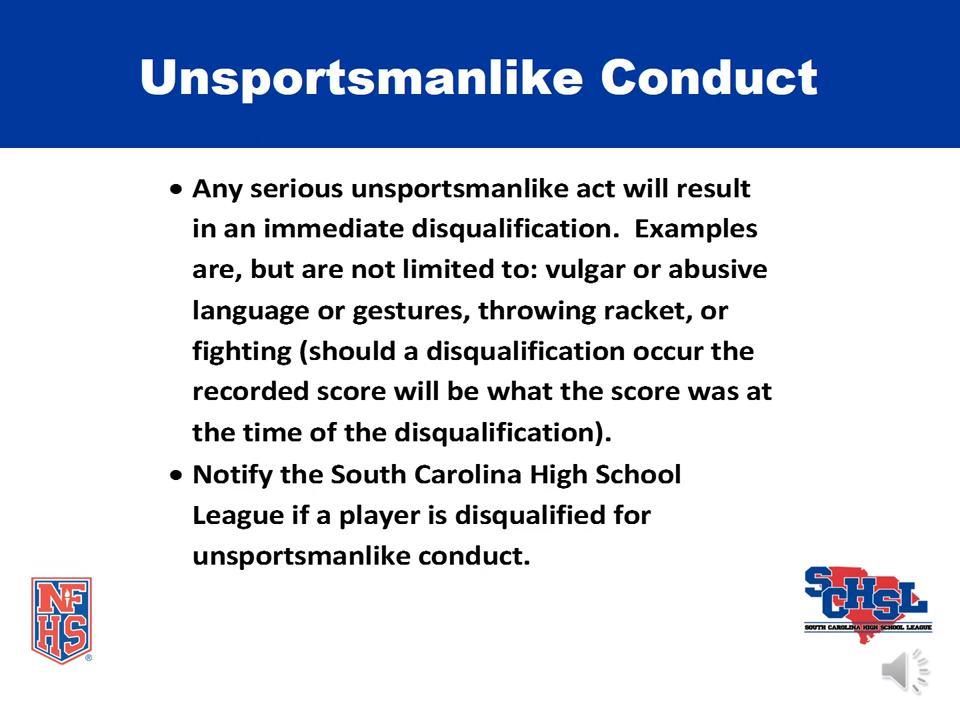 Unsportsmanlike Conduct
• Any serious unsportsmanlike act will result
in an immediate disqualification.  Examples
are, but are not limited to: vulgar or abusive
language or gestures, throwing racket, or
fighting (should a disqualification occur the
recorded score will be what the score was at
the time of the disqualification).
• Notify the South Carolina High School
League if a player is disqualified for
unsportsmanlike conduct.
NF
HS
®
SCHSL
SOUTH CAROLINA HIGH SCHOOL LEAGUE